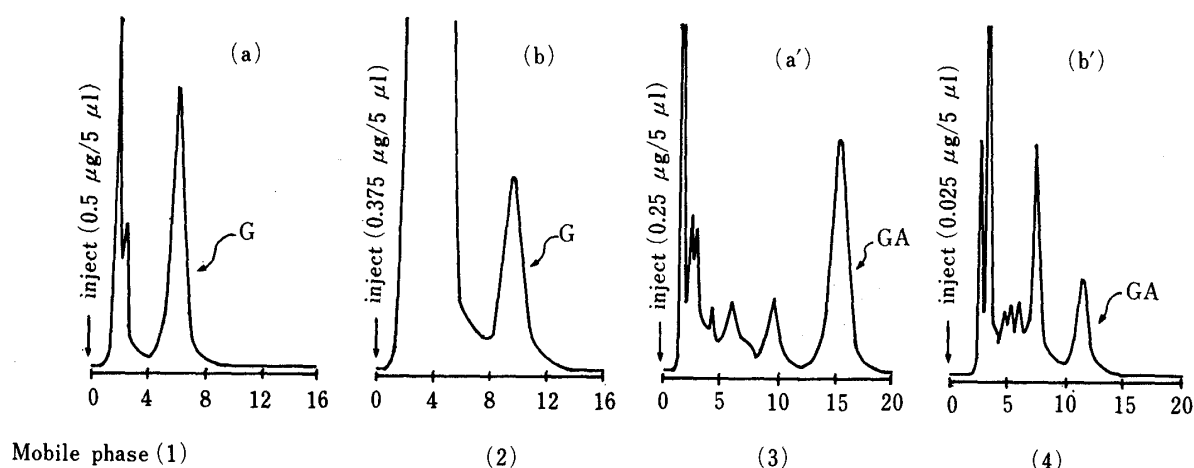 (a)
inject (0.5 μg/5 μl)
G
0 4 8 12 16
(b)
inject (0.375 μg/5 μl)
G
0 4 8 12 16
(a′)
inject (0.25 μg/5 μl)
GA
0 5 10 15 20
(b′)
inject (0.025 μg/5 μl)
GA
0 5 10 15 20
Mobile phase (1) (2) (3) (4)